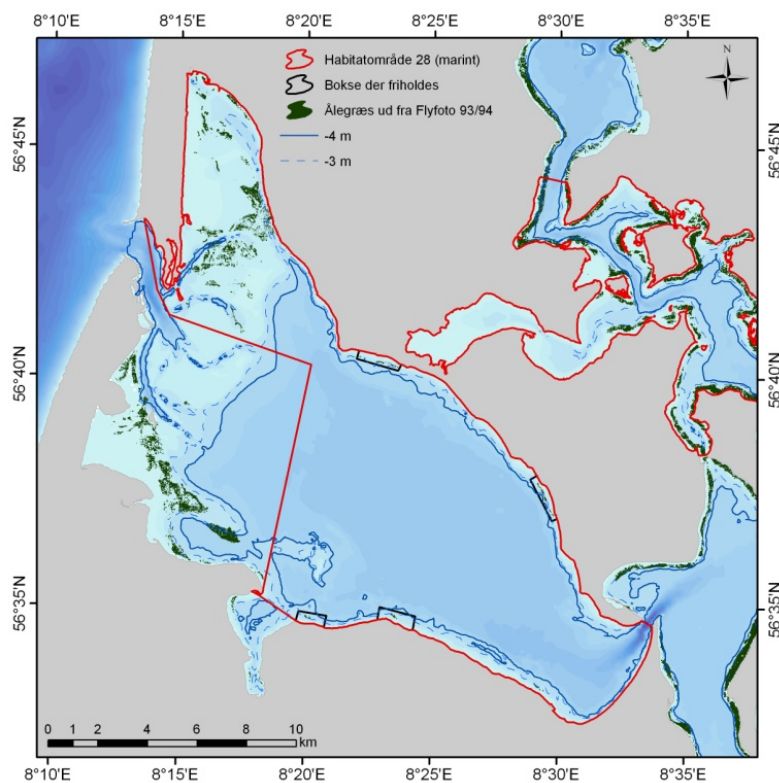 8°10'E 8°15'E 8°20'E 8°25'E 8°30'E 8°35'E
N
Habitatområde 28 (marint)
Bokse der friholdes
Ålegræs ud fra Flyfoto 93/94
-4 m
-3 m
56°45'N 56°45'N
56°40'N 56°40'N
56°35'N 56°35'N
0 1 2 4 6 8 10
km
8°10'E 8°15'E 8°20'E 8°25'E 8°30'E 8°35'E